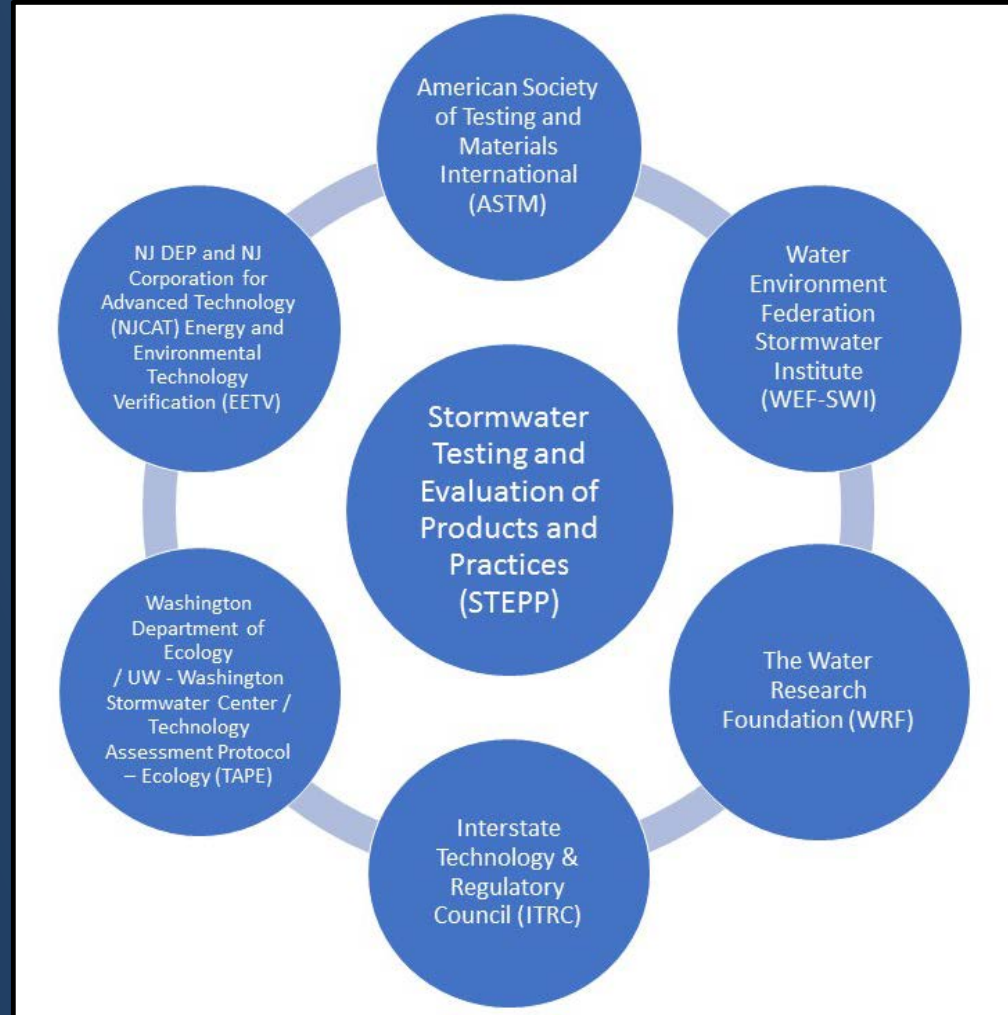 American Society
of Testing and
Materials
International
(ASTM)
NJ DEP and NJ
Corporation for
Advanced Technology
(NJCAT) Energy and
Environmental
Technology
Verification (EETV)
Water
Environment
Federation
Stormwater
Institute
(WEF-SWI)
Stormwater
Testing and
Evaluation of
Products and
Practices
(STEPP)
Washington
Department of
Ecology
/ UW - Washington
Stormwater Center /
Technology
Assessment Protocol
– Ecology (TAPE)
The Water
Research
Foundation (WRF)
Interstate
Technology &
Regulatory
Council (ITRC)